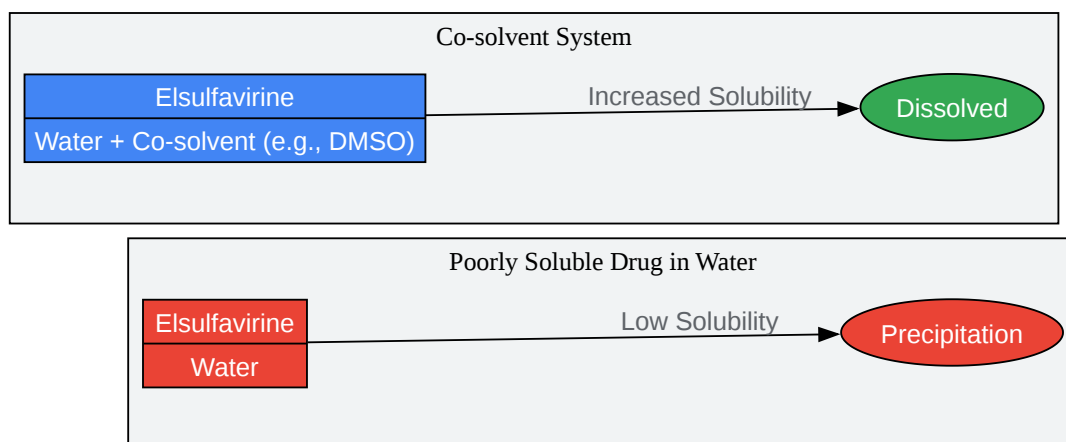 Co-solvent System
Elsulfavirine
Water + Co-solvent (e.g., DMSO)
Increased Solubility
Dissolved
Poorly Soluble Drug in Water
Elsulfavirine
Water
Low Solubility
Precipitation